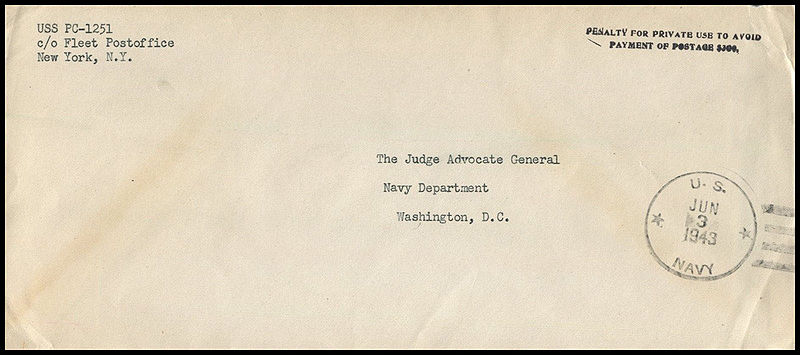 USS PC-1251
c/o Fleet Postoffice
New York, N.Y.
PENALTY FOR PRIVATE USE TO AVOID
PAYMENT OF POSTAGE $300.
The Judge Advocate General
Navy Department
Washington, D.C.
U.S.
JUN
3
1943
NAVY